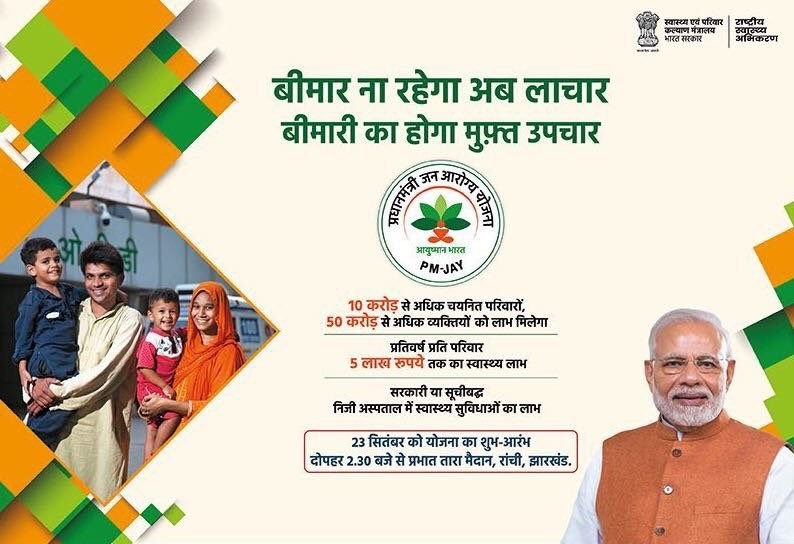 स्वास्थ्य एवं परिवार
कल्याण मंत्रालय
भारत सरकार
राष्ट्रीय
स्वास्थ्य
अभिकरण
बीमार ना रहेगा अब लाचार
बीमारी का होगा मुफ़्त उपचार
ओ पी डी
प्रधानमंत्री जन आरोग्य योजना
आयुष्मान भारत
PM-JAY
10 करोड़ से अधिक चयनित परिवारों,
50 करोड़ से अधिक व्यक्तियों को लाभ मिलेगा
प्रतिवर्ष प्रति परिवार
5 लाख रूपये तक का स्वास्थ्य लाभ
सरकारी या सूचीबद्ध
निजी अस्पताल में स्वास्थ्य सुविधाओं का लाभ
23 सितंबर को योजना का शुभ-आरंभ
दोपहर 2.30 बजे से प्रभात तारा मैदान, रांची, झारखंड.